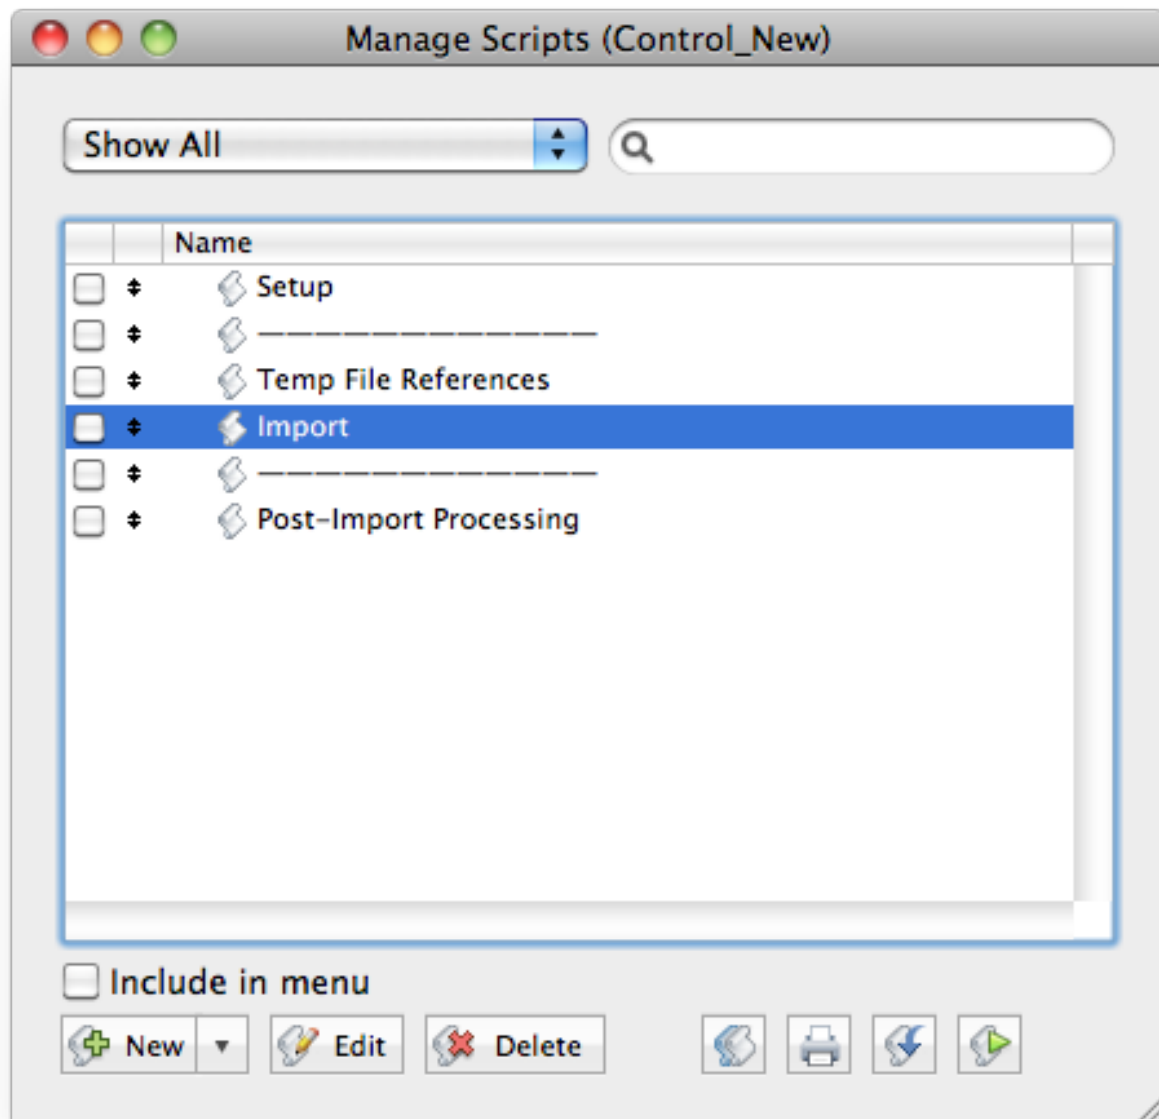 Manage Scripts (Control_New)
Show All
Name
Setup
————————————
Temp File References
Import
————————————
Post-Import Processing
Include in menu
New Edit Delete